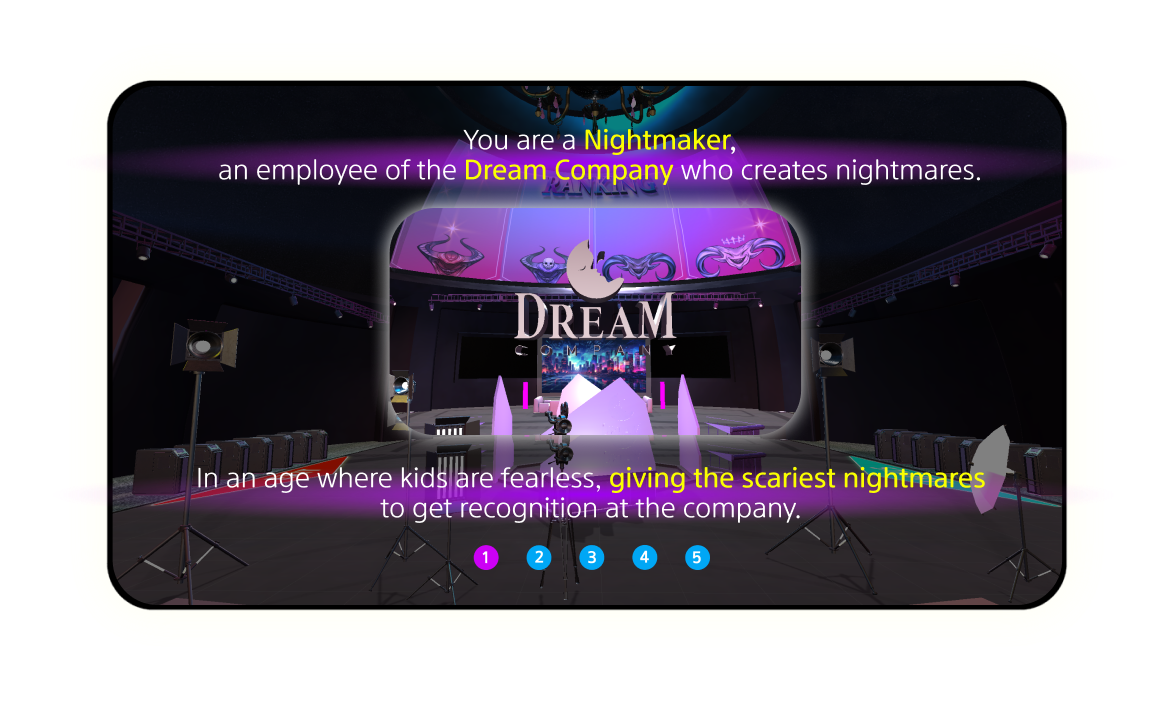 You are a Nightmaker,
an employee of the Dream Company who creates nightmares.
RANKING
DREAM
COMPANY
In an age where kids are fearless, giving the scariest nightmares
to get recognition at the company.
1 2 3 4 5